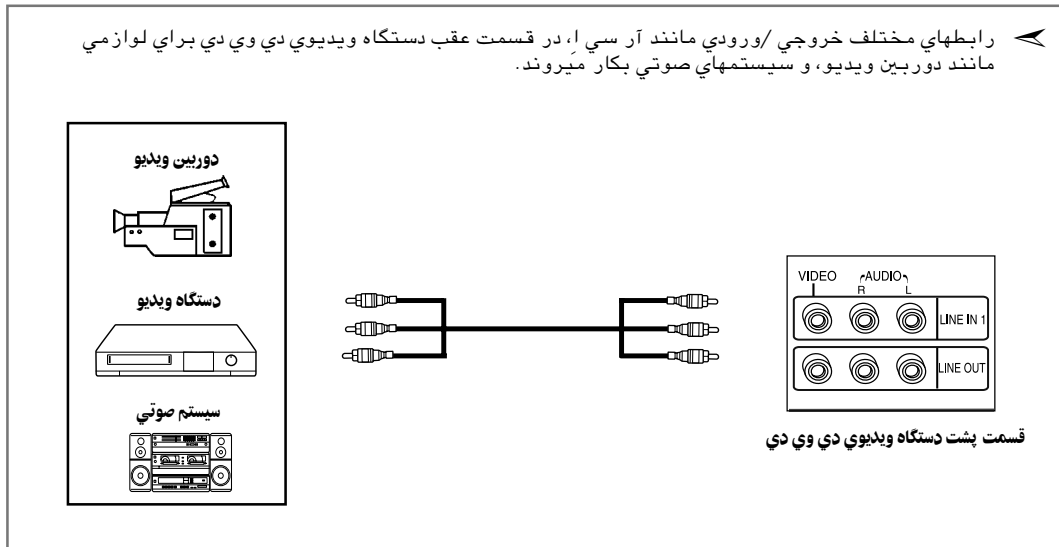 رابطهاي مختلف خروجي /ورودي مانند آر سي اِ، در قسمت عقب دستگاه ويديوي دي وي دي براي لوازمي
مانند دوربين ويديو، و سيستمهاي صوتي بكار ميروند.
دوربين ويديو
دستگاه ويديو
سيستم صوتي
VIDEO AUDIO
R L
LINE IN 1
LINE OUT
قسمت پشت دستگاه ويديوي دي وي دي